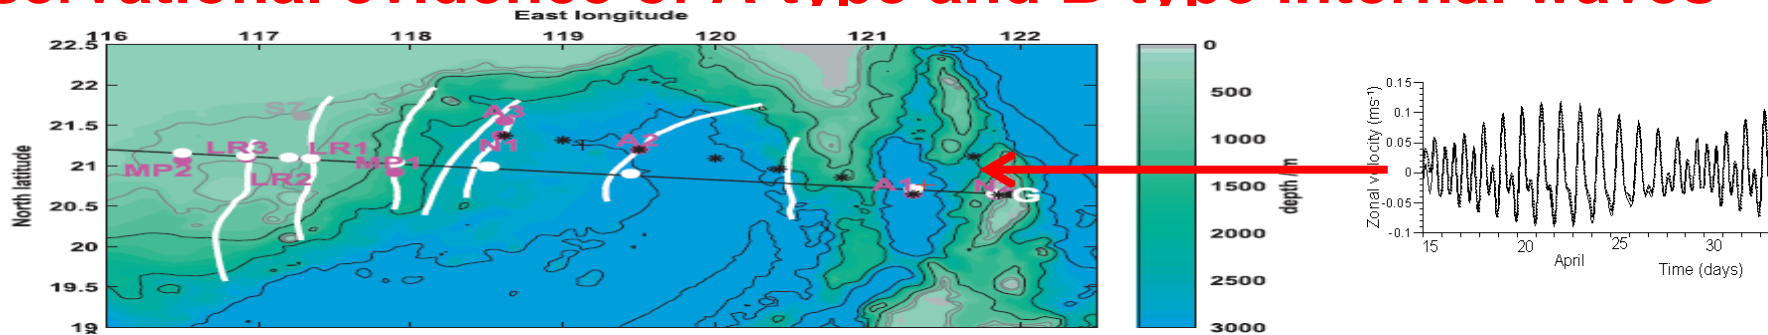 servational evidence of A-type and B-type internal waves
East longitude
116 117 118 119 120 121 122
22.5
22
21.5
21
20.5
20
19.5
19
North latitude
SZ
A3
LR3 LR1 N1 A2
MP2 LR2 MP1
A1 G
0
500
1000
1500
2000
2500
3000
depth /m
0.15
0.1
0.05
0
-0.05
-0.1
Zonal velocity (ms-1)
15 20 25 30
April
Time (days)